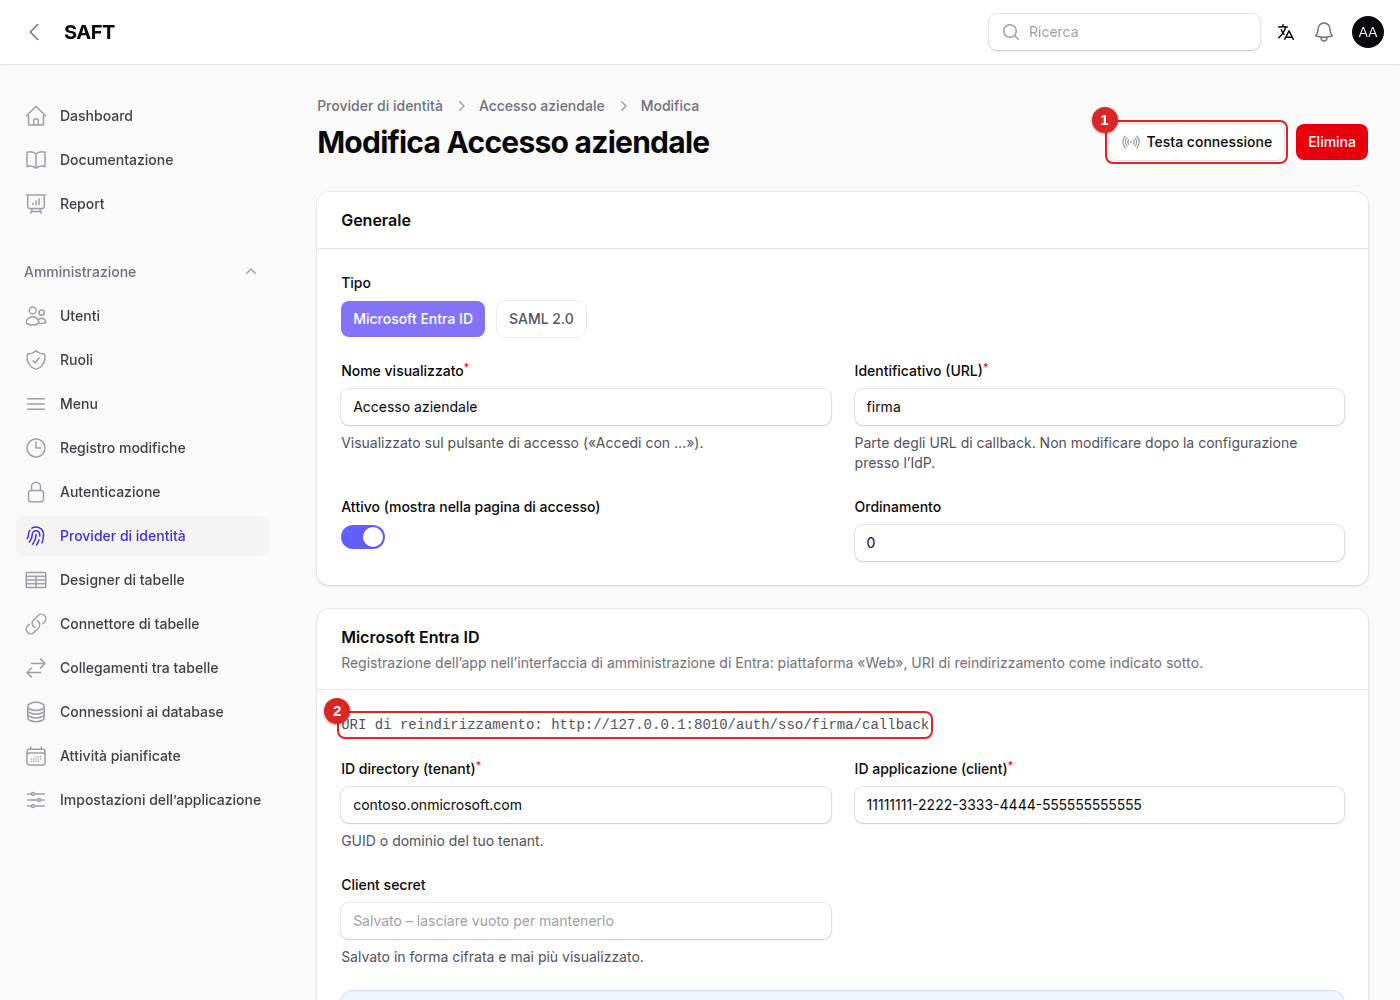 SAFT
Ricerca
AA
Dashboard
Documentazione
Report
Amministrazione
Utenti
Ruoli
Menu
Registro modifiche
Autenticazione
Provider di identità
Designer di tabelle
Connettore di tabelle
Collegamenti tra tabelle
Connessioni ai database
Attività pianificate
Impostazioni dell’applicazione
Provider di identità > Accesso aziendale > Modifica
Modifica Accesso aziendale
1
Testa connessione
Elimina
Generale
Tipo
Microsoft Entra ID
SAML 2.0
Nome visualizzato*
Accesso aziendale
Visualizzato sul pulsante di accesso («Accedi con ...»).
Identificativo (URL)*
firma
Parte degli URL di callback. Non modificare dopo la configurazione
presso l’IdP.
Attivo (mostra nella pagina di accesso)
Ordinamento
0
Microsoft Entra ID
Registrazione dell’app nell’interfaccia di amministrazione di Entra: piattaforma «Web», URI di reindirizzamento come indicato sotto.
2
URI di reindirizzamento: http://127.0.0.1:8010/auth/sso/firma/callback
ID directory (tenant)*
contoso.onmicrosoft.com
GUID o dominio del tuo tenant.
ID applicazione (client)*
11111111-2222-3333-4444-555555555555
Client secret
Salvato – lasciare vuoto per mantenerlo
Salvato in forma cifrata e mai più visualizzato.